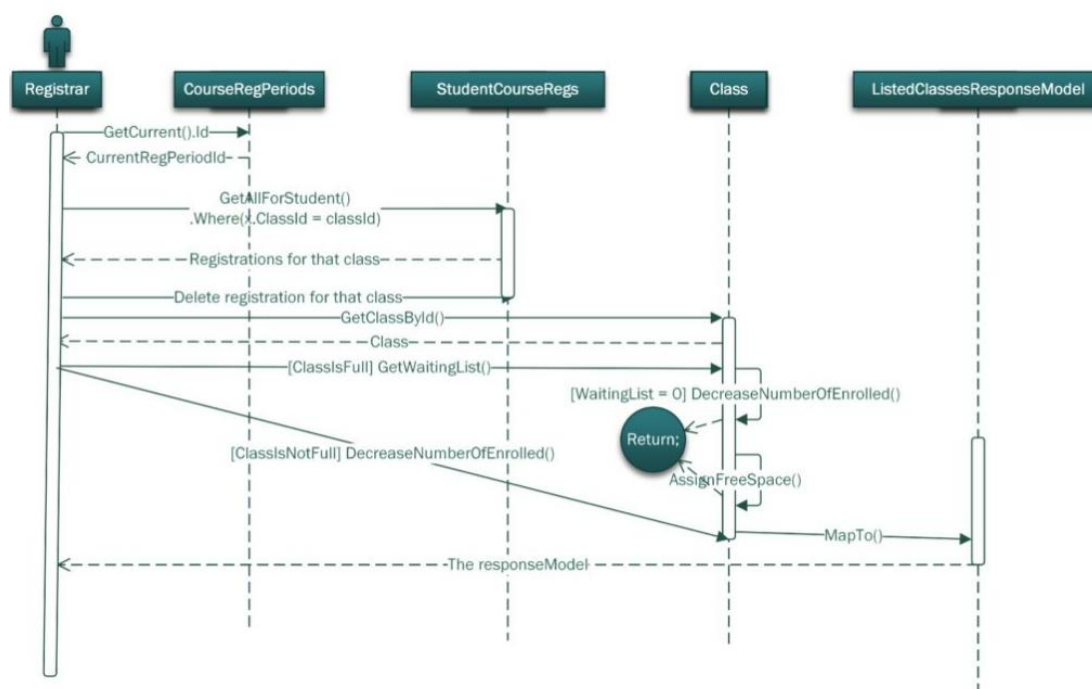 Registrar
CourseRegPeriods
StudentCourseRegs
Class
ListedClassesResponseModel
GetCurrent().Id
CurrentRegPeriodId
GetAllForStudent()
.Where(x.ClassId = classId)
Registrations for that class
Delete registration for that class
GetClassById()
Class
[ClassIsFull] GetWaitingList()
[WaitingList = 0] DecreaseNumberOfEnrolled()
Return;
[ClassIsNotFull] DecreaseNumberOfEnrolled()
AssignFreeSpace()
MapTo()
The responseModel